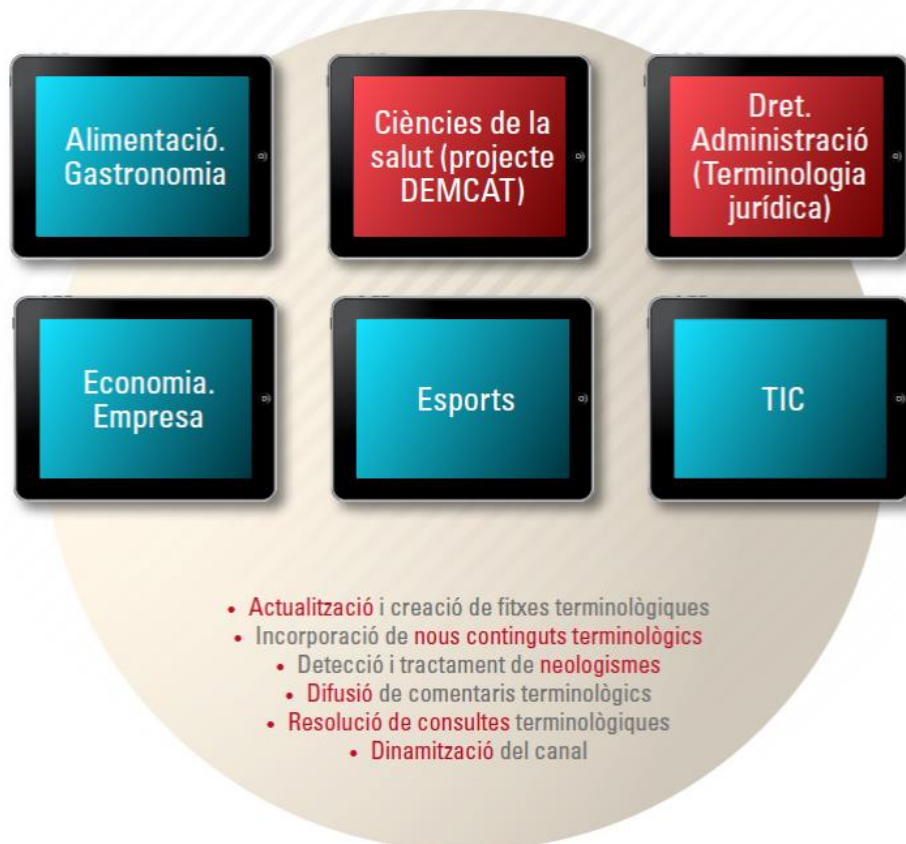 Alimentació.
Gastronomia
Ciències de la
salut (projecte
DEMCAT)
Dret.
Administració
(Terminologia
jurídica)
Economia.
Empresa
Esports
TIC
• Actualització i creació de fitxes terminològiques
• Incorporació de nous continguts terminològics
• Detecció i tractament de neologismes
• Difusió de comentaris terminològics
• Resolució de consultes terminològiques
• Dinamització del canal